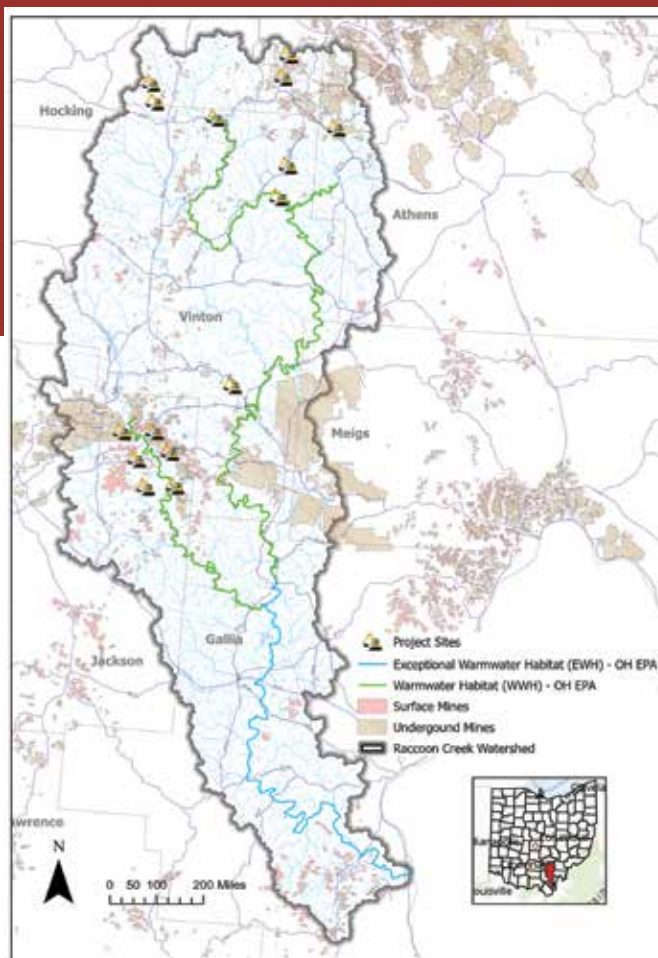 Hocking
Athens
Vinton
Meigs
Gallia
Jackson
awrence
Project Sites
Exceptional Warmwater Habitat (EWH) - OH EPA
Warmwater Habitat (WWH) - OH EPA
Surface Mines
Undergound Mines
Raccoon Creek Watershed
N
0 50 100 200 Miles
ouisville